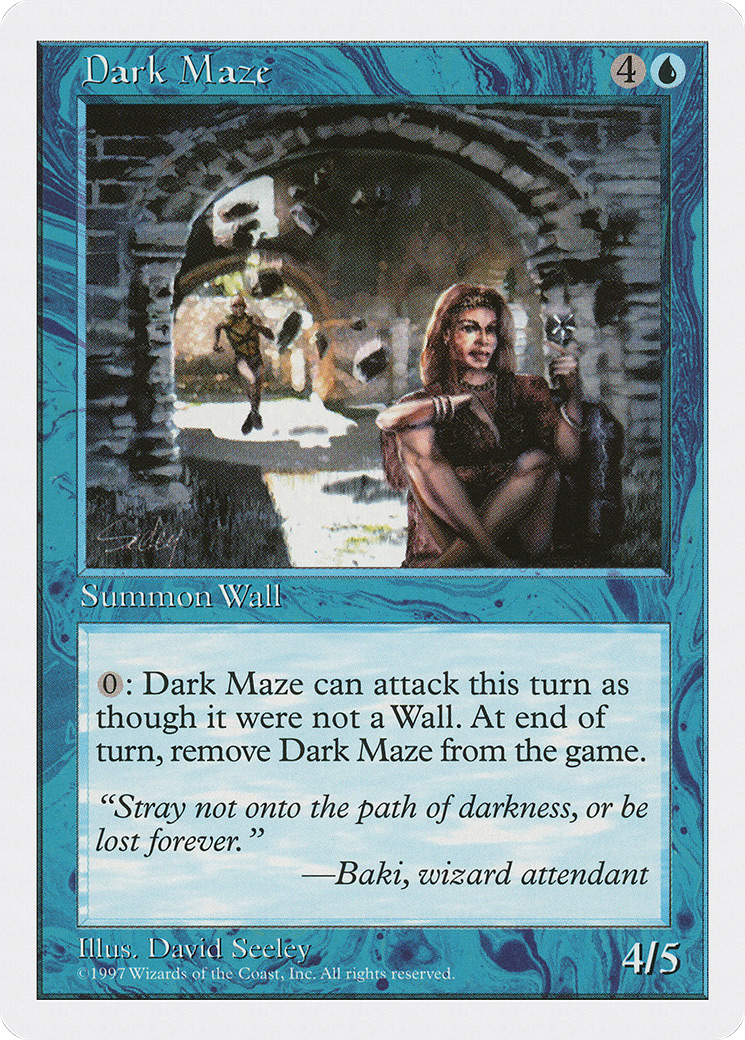 Dark Maze 4
Seeley
Summon Wall
0: Dark Maze can attack this turn as
though it were not a Wall. At end of
turn, remove Dark Maze from the game.
“Stray not onto the path of darkness, or be
lost forever.”
—Baki, wizard attendant
Illus. David Seeley
©1997 Wizards of the Coast, Inc. All rights reserved.
4/5